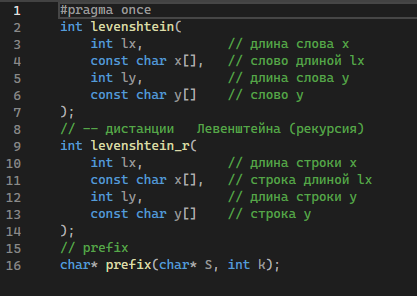 1 #pragma once
2 int levenshtein(
3 int lx, // длина слова x
4 const char x[], // слово длиной lx
5 int ly, // длина слова y
6 const char y[] // слово y
7 );
8 // -- дистанции Левенштейна (рекурсия)
9 int levenshtein_r(
10 int lx, // длина строки x
11 const char x[], // строка длиной lx
12 int ly, // длина строки y
13 const char y[] // строка y
14 );
15 // prefix
16 char* prefix(char* S, int k);